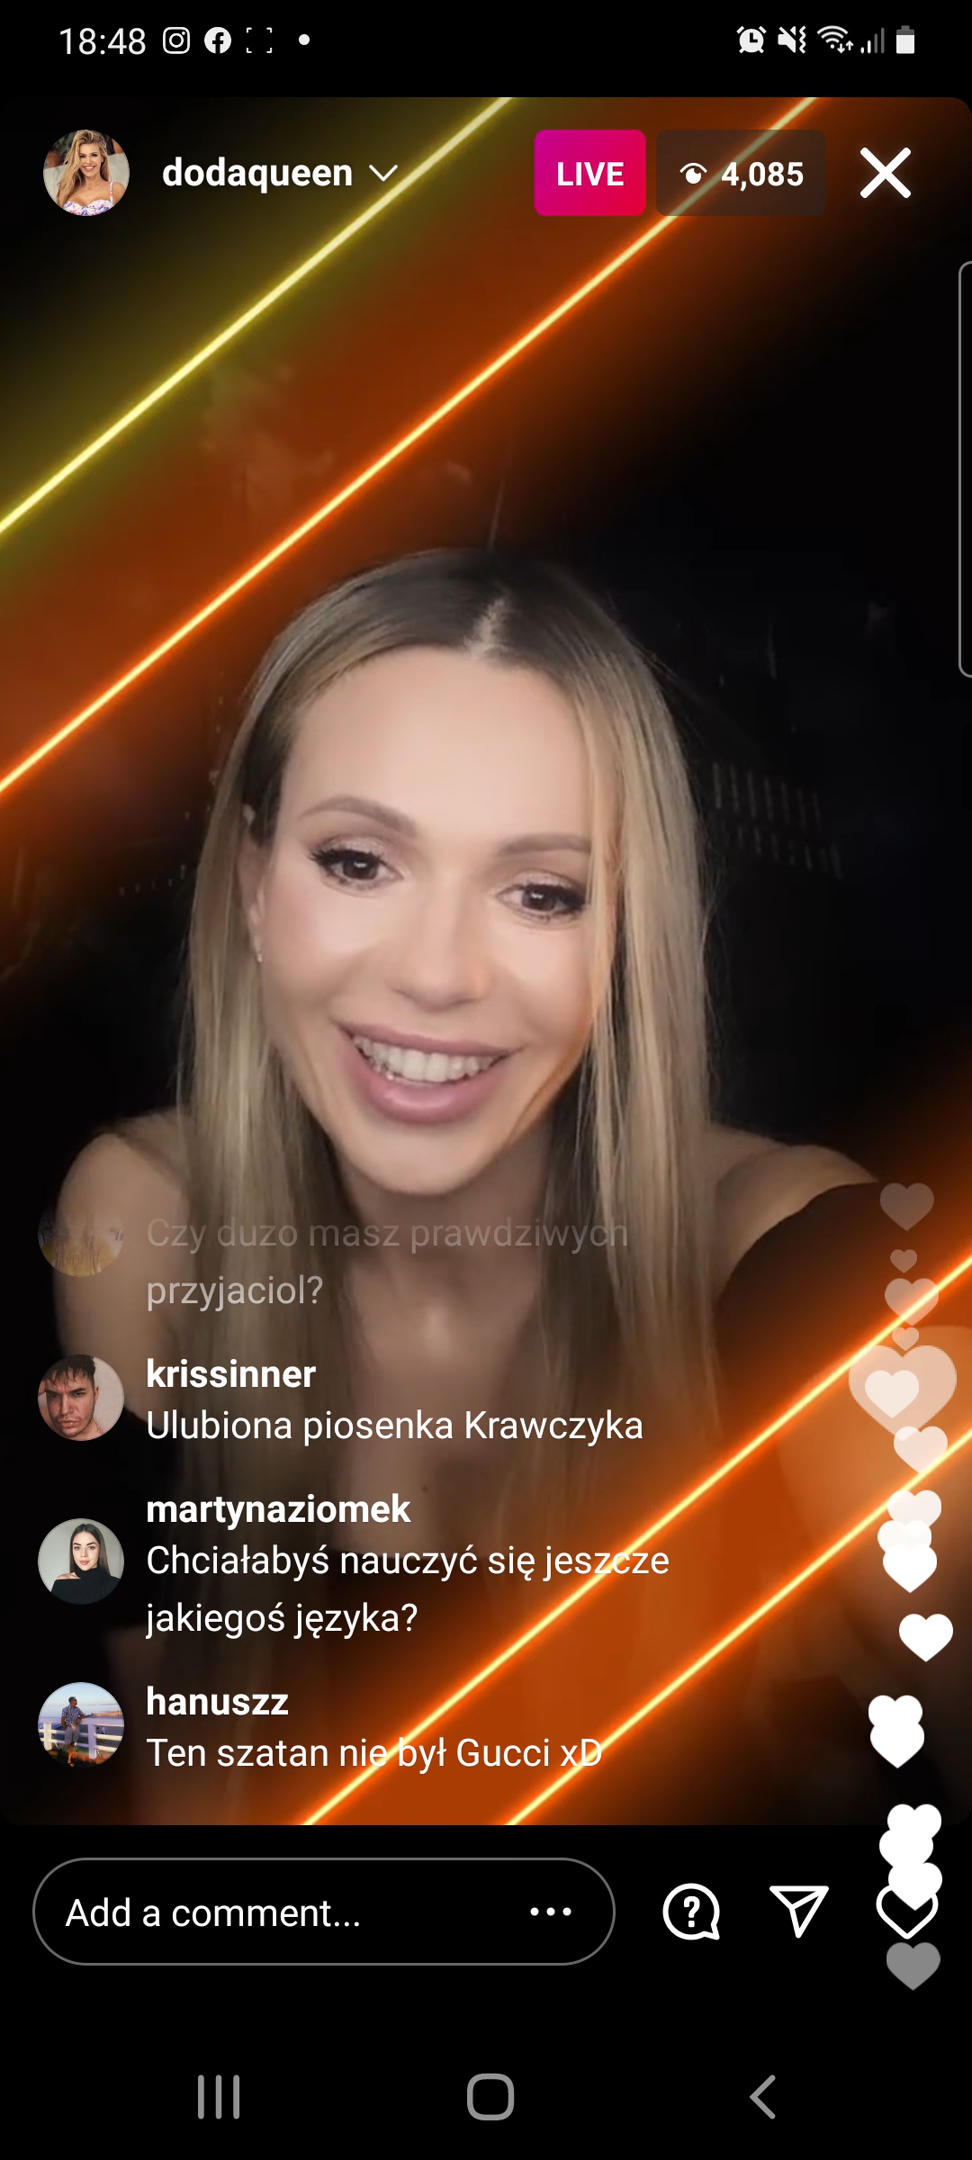 18:48
dodaqueen
LIVE 4,085
Czy duzo masz prawdziwych
przyjaciol?
krissinner
Ulubiona piosenka Krawczyka
martynaziomek
Chciałabyś nauczyć się jeszcze
jakiegoś języka?
hanuszz
Ten szatan nie był Gucci xD
Add a comment...